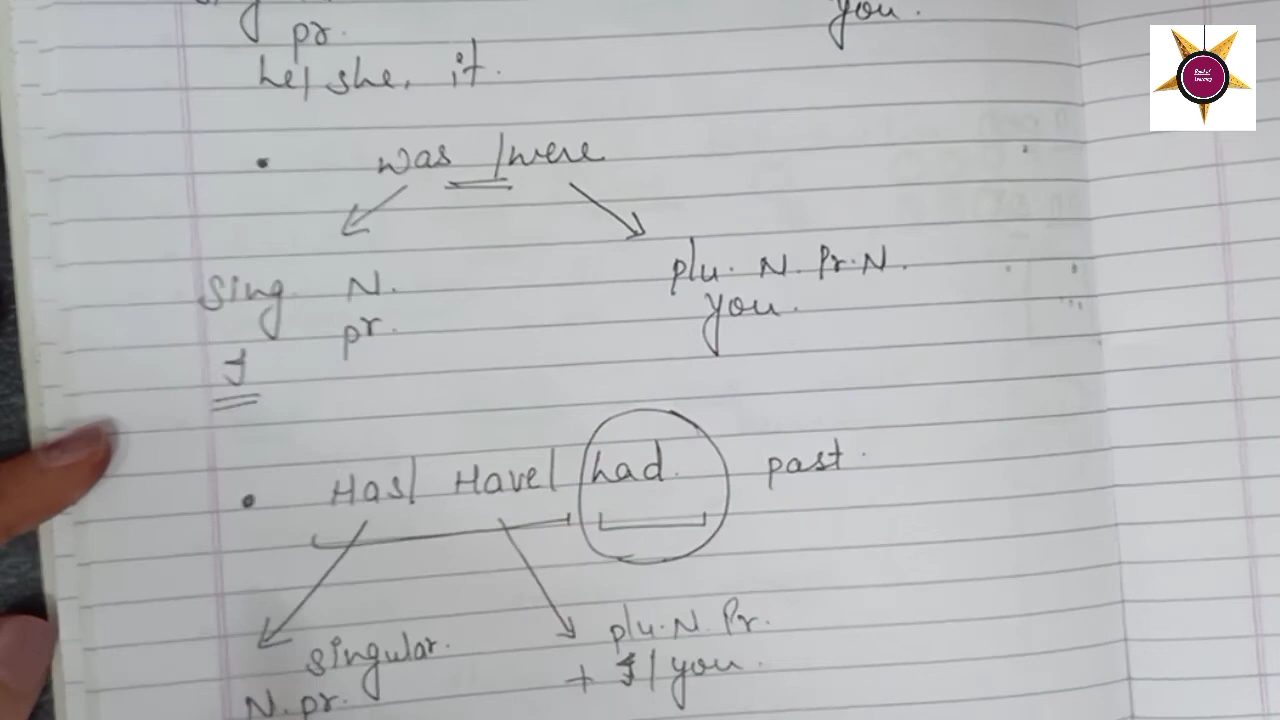 you.
pr.
he, she, it.
• was / were
Sing. N. plu. N. Pr. N.
pr. you.
I
• Has/ Have/ had. past.
singular. plu. N. Pr.
N. pr. + I / you.